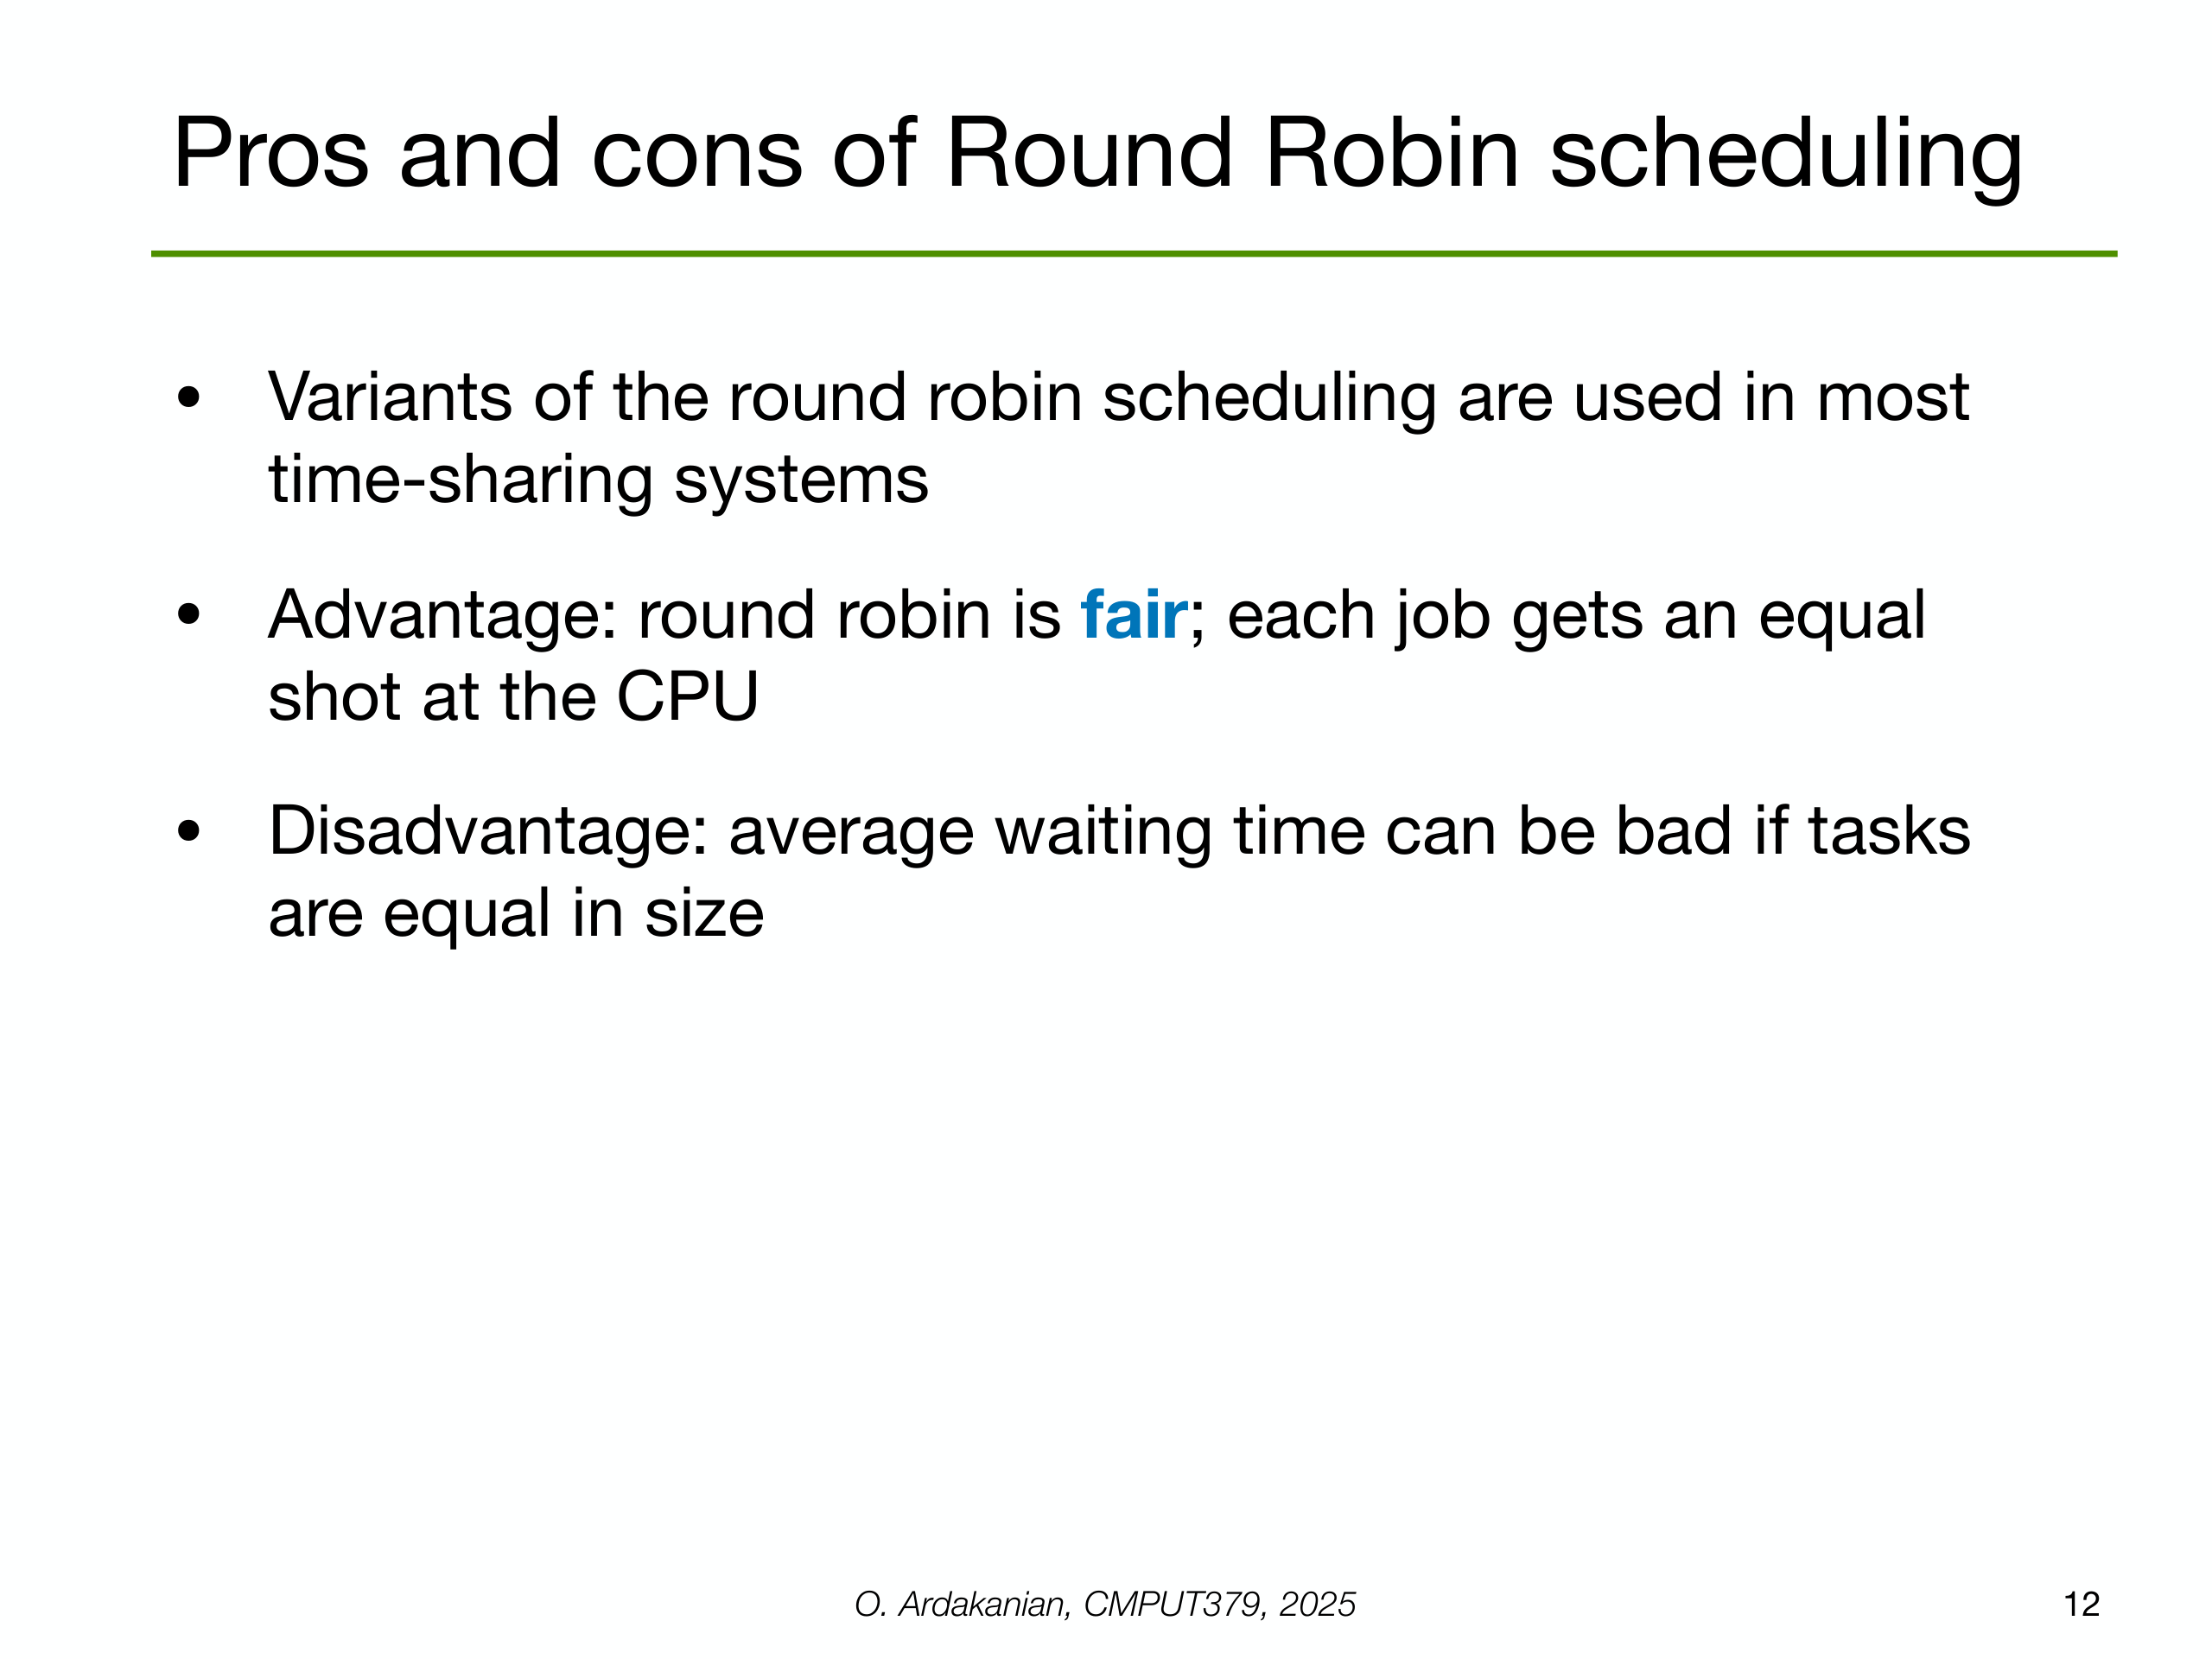 Pros and cons of Round Robin scheduling
• Variants of the round robin scheduling are used in most
time-sharing systems
• Advantage: round robin is fair; each job gets an equal
shot at the CPU
• Disadvantage: average waiting time can be bad if tasks
are equal in size
O. Ardakanian, CMPUT379, 2025
12